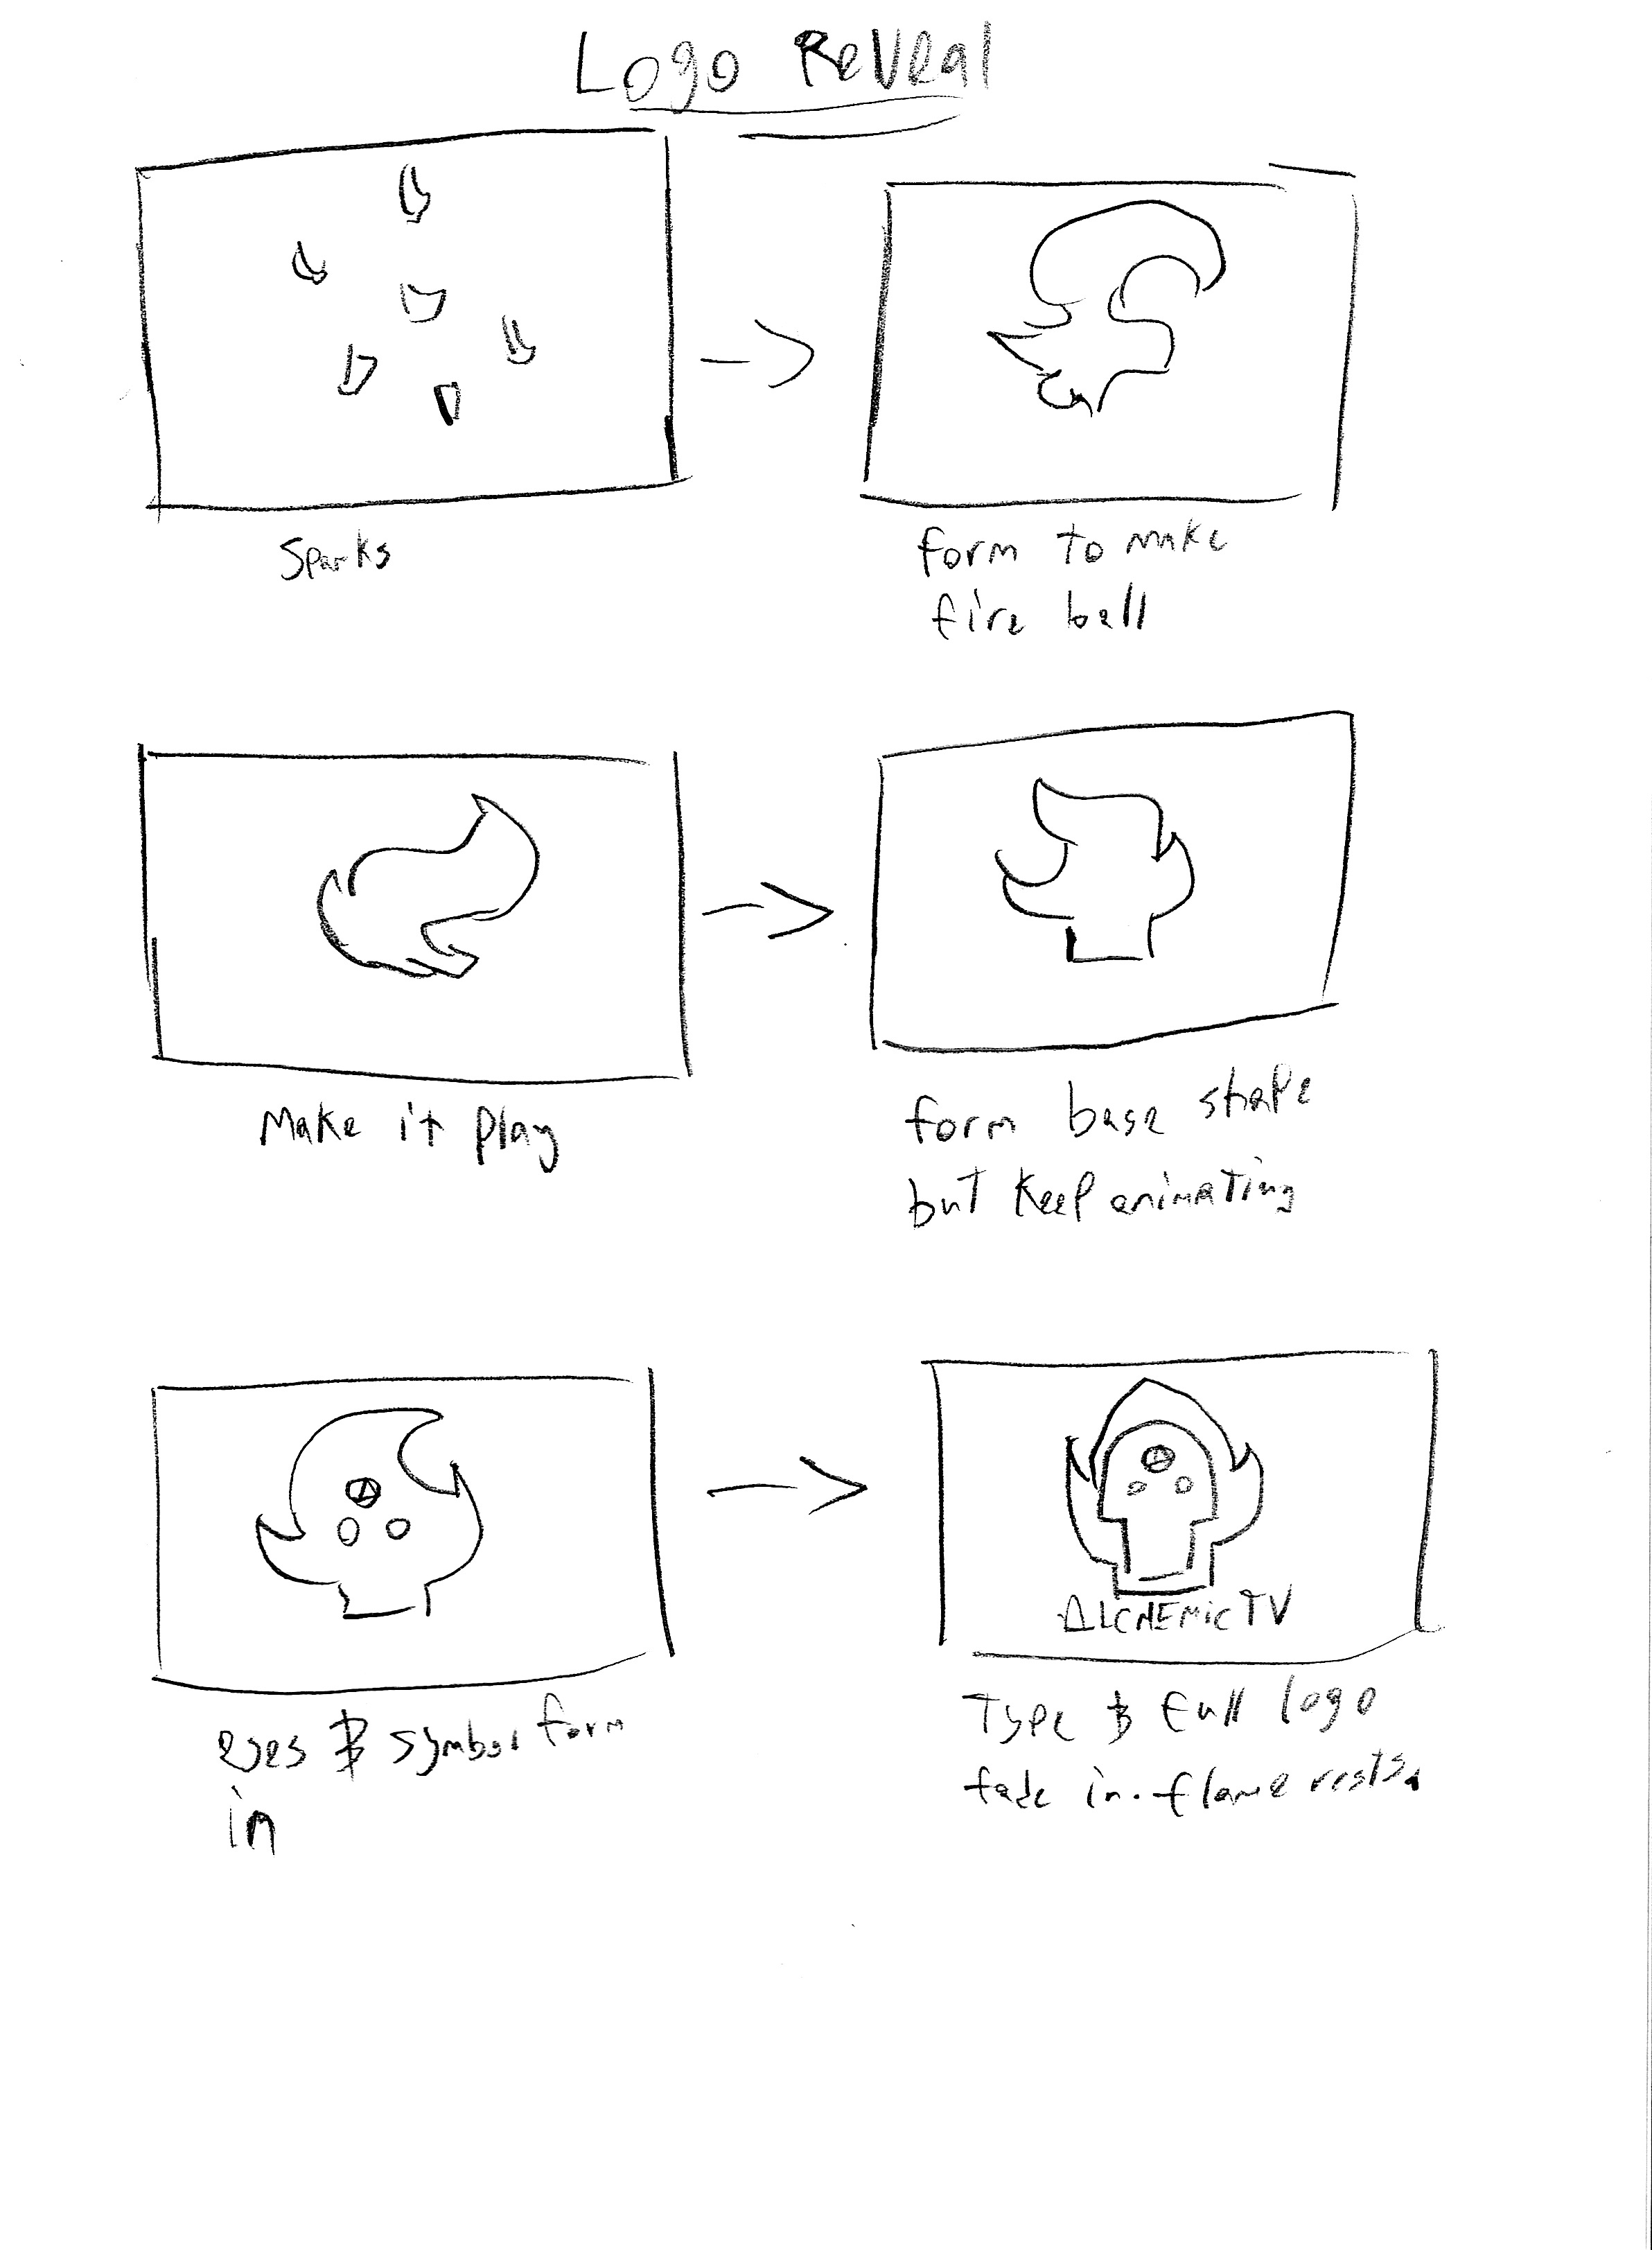 Logo Reveal
Sparks
form to make
fire ball
Make it play
form base shape
but keep animating
eyes & symbol form
in
ALCHEMIC TV
Type & full logo
fade in. flame rests.